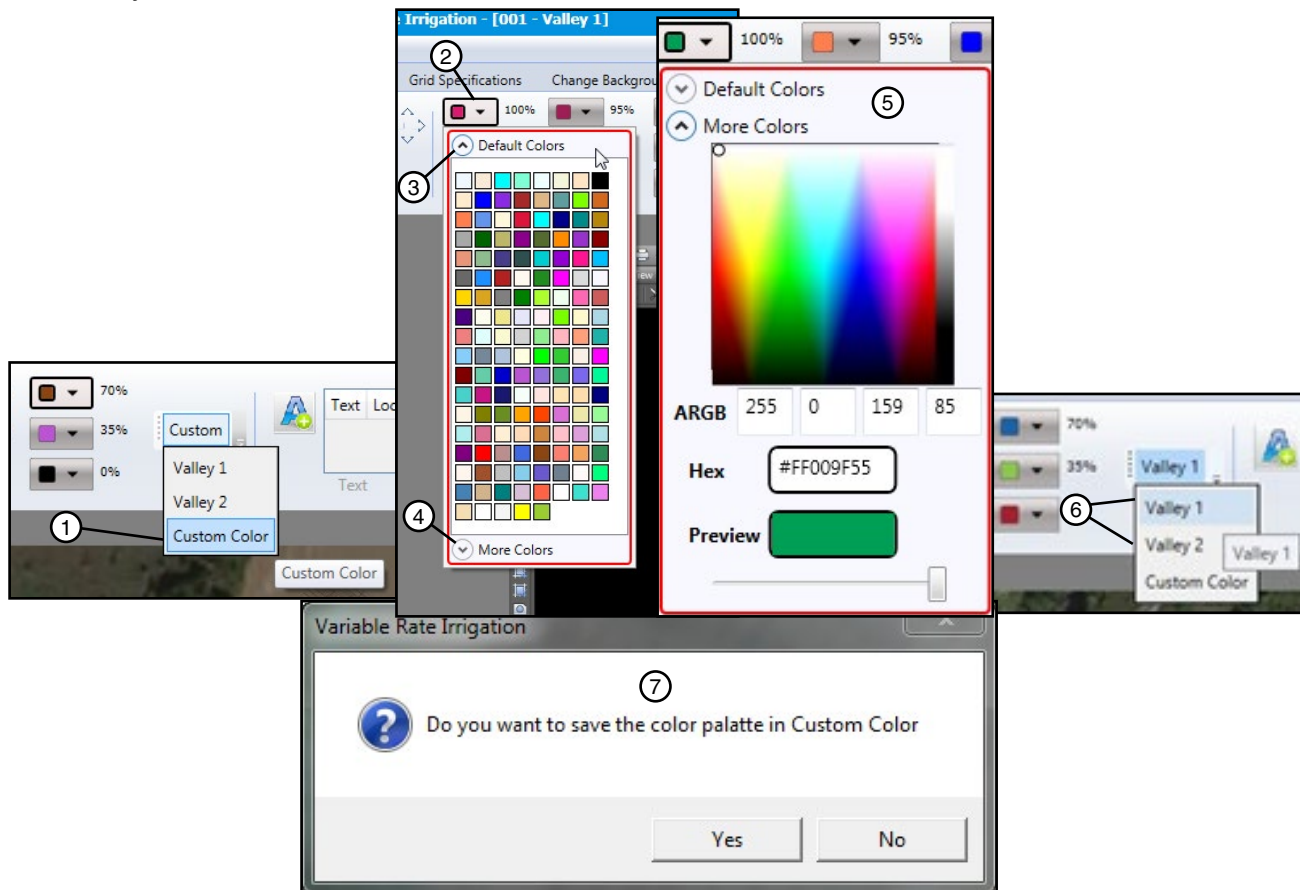 e Irrigation - [001 - Valley 1]
2
Grid Specifications Change Backgrou
100% 95%
3
Default Colors
4
More Colors
100% 95%
Default Colors
5
More Colors
ARGB 255 0 159 85
Hex #FF009F55
Preview
70%
35%
0%
Custom
Valley 1
Valley 2
1
Custom Color
Custom Color
Text Loc
Text
70%
35%
Valley 1
6
Valley 1
Valley 2
Valley 1
Custom Color
Variable Rate Irrigation
7
Do you want to save the color palatte in Custom Color
Yes No